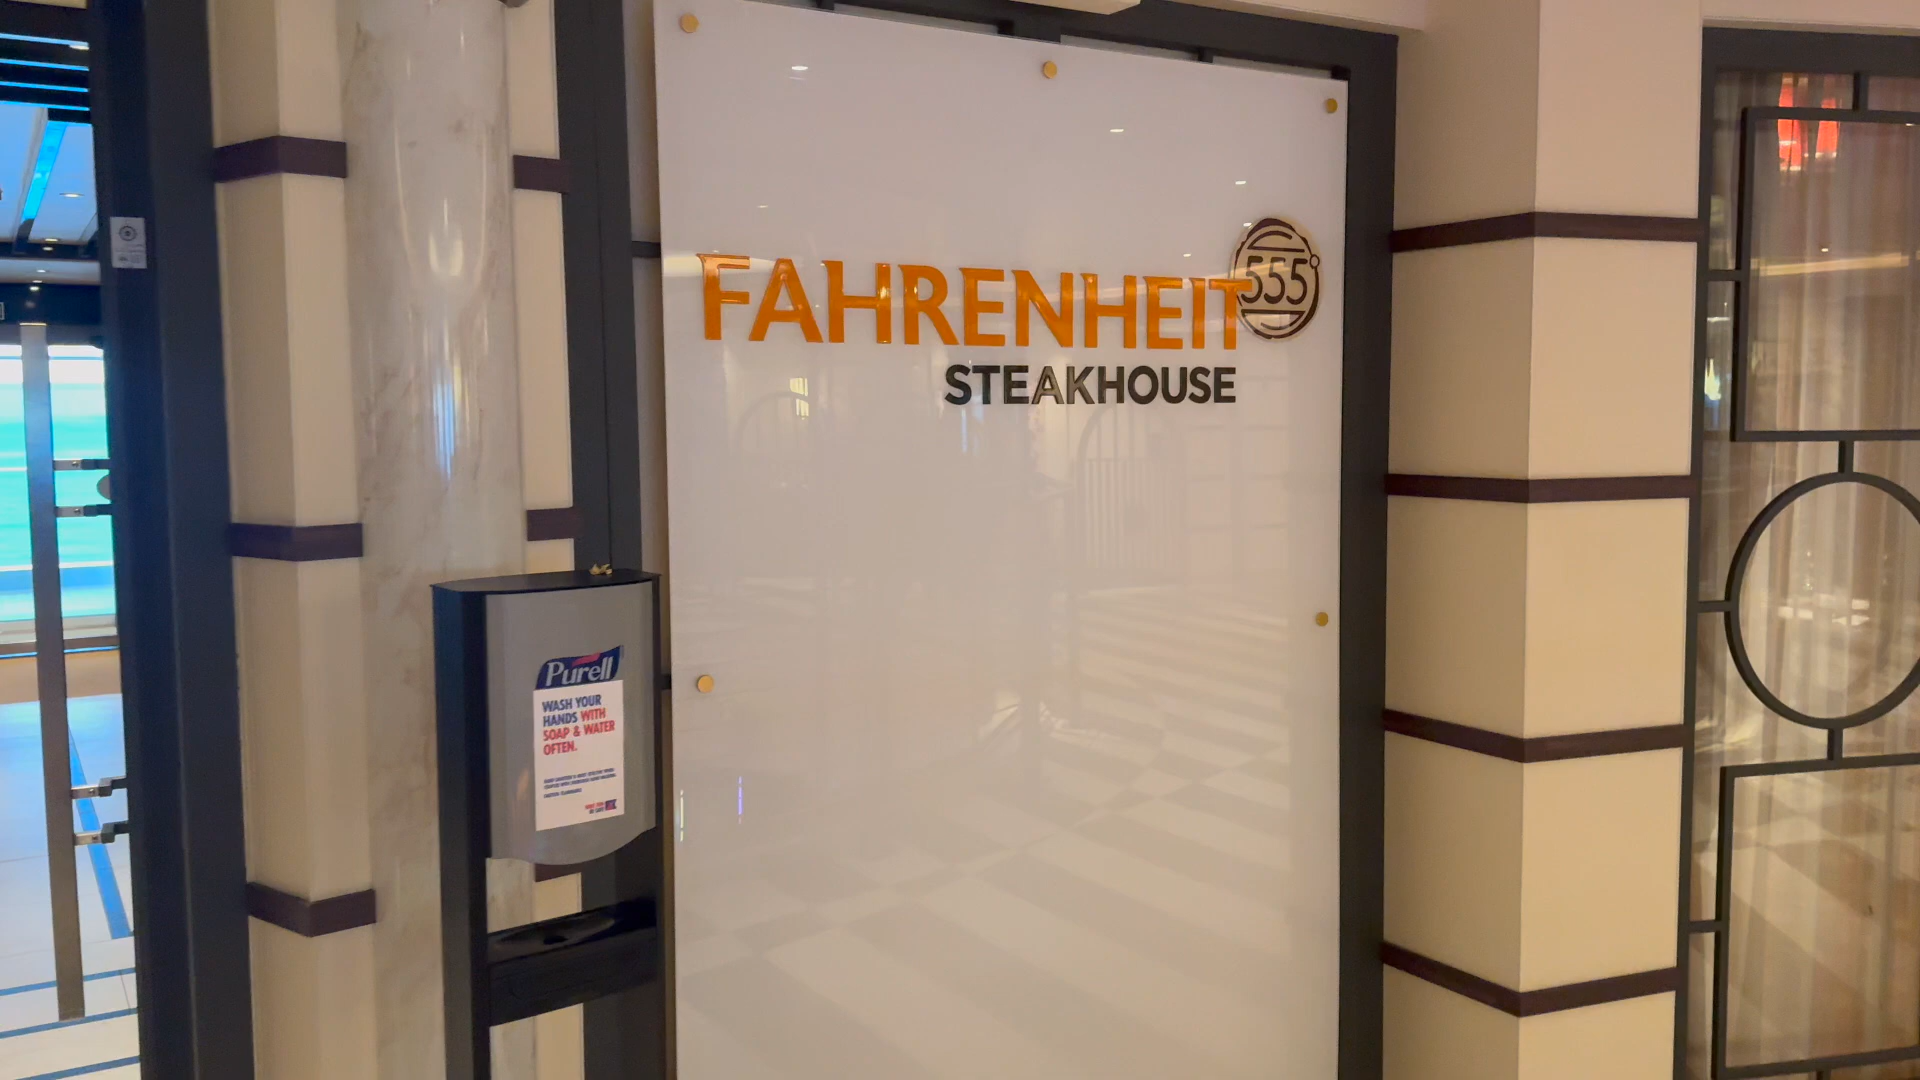 FAHRENHEIT 555
STEAKHOUSE
Purell
WASH YOUR
HANDS WITH
SOAP & WATER
OFTEN.